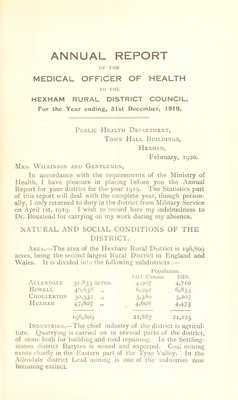 ANNUAL REPORT
OF THE
MEDICAL OFFICER OF HEALTH
TO THE
HEXHAM RURAL DISTRICT COUNCIL.
For the Year ending, 31st December, 1919.
Public Health Department,
Town Hall Buildings,
Hexham,
February, 1920.
Mrs. Wilkinson and Gentlemen,
In accordance with the requirements of the Ministry of
Health, I have pleasure in placing before you the Annual
Report for your district for the year 1919. The Statistics part
of this report will deal with the complete year, though person-
ally, I only returned to duty in the district from Military Service
on April 1st, 1919. I wish to record here my indebtedness to
Dr. Bonstead for carrying on my work during my absence.
NATURAL AND SOCIAL CONDITIONS OF THE
DISTRICT.
Area.—The area of the Hexham Rural District is 196,809
acres, being the second largest Rural District in England and
Wales. It is divided into the following subdistricts:—
Population.
1911 Census. 1919.
Allendale 51,833 acres. 4,907 4,710
Bywell 46,638 „ 6,992 6,835
Chollerton 50,531 „ 5,380 5,207
Hexham 47,807 „ 4,608 4,473
196,809 21,887 21,225
Industries.—The chief industry of the district is agricul-
ture. Quarrying is carried on in several parts of the district,
of stone both for building and road repairing. In the Settling-
stones district Barytes is mined and exported. Coal mining
exists chiefly in the Eastern part of the Tyne Valley. In the
Allendale district Lead mining is one of the industries now
becoming extinct.